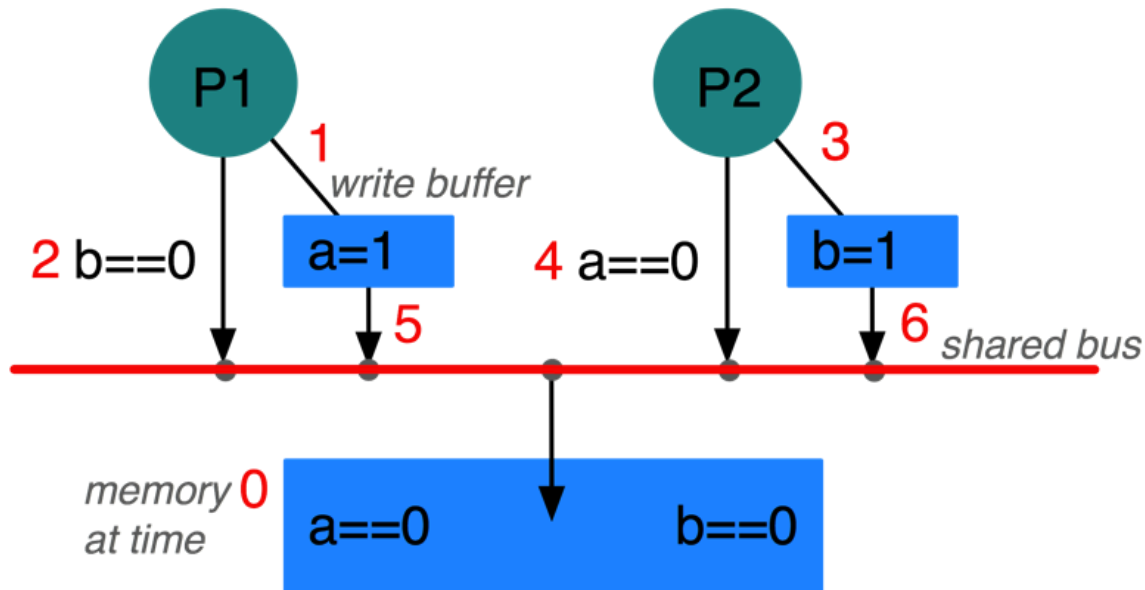 P1
P2
1
3
write buffer
2 b==0
a=1
4 a==0
b=1
5
6
shared bus
memory 0
at time
a==0
b==0